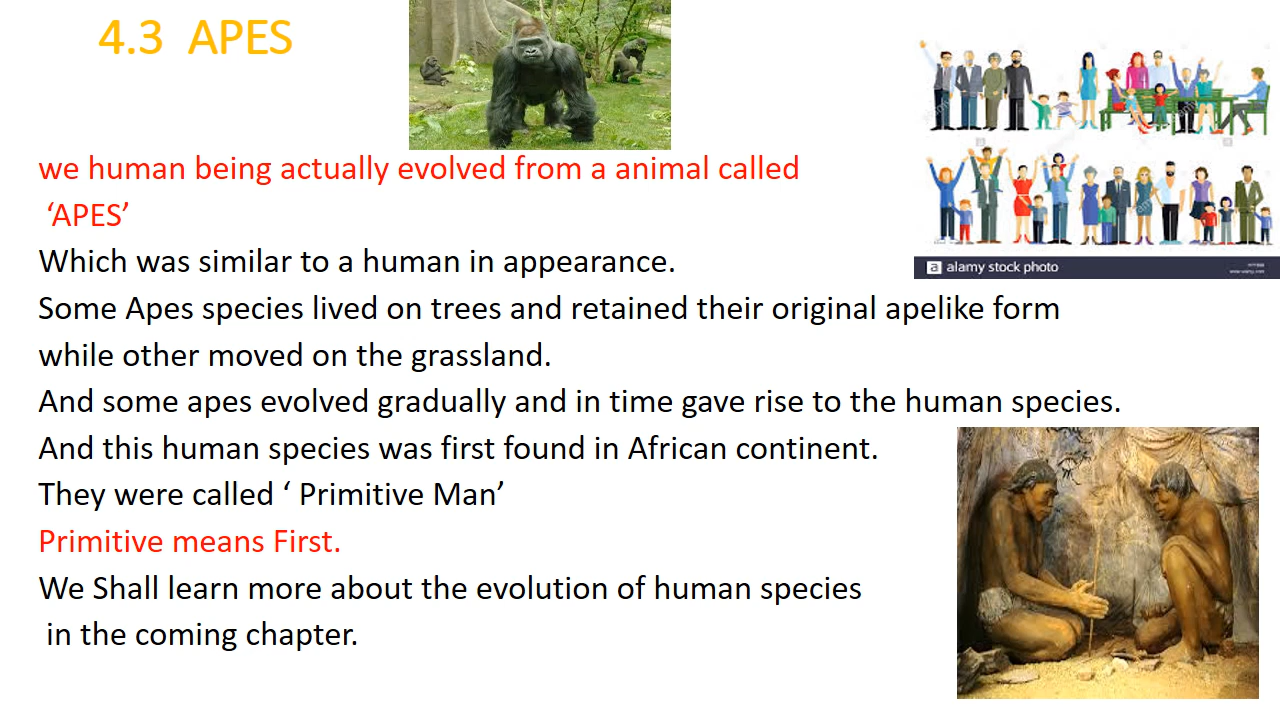 4.3 APES
we human being actually evolved from a animal called
‘APES’
Which was similar to a human in appearance.
Some Apes species lived on trees and retained their original apelike form
while other moved on the grassland.
And some apes evolved gradually and in time gave rise to the human species.
And this human species was first found in African continent.
They were called ‘ Primitive Man’
Primitive means First.
We Shall learn more about the evolution of human species
in the coming chapter.
a alamy stock photo